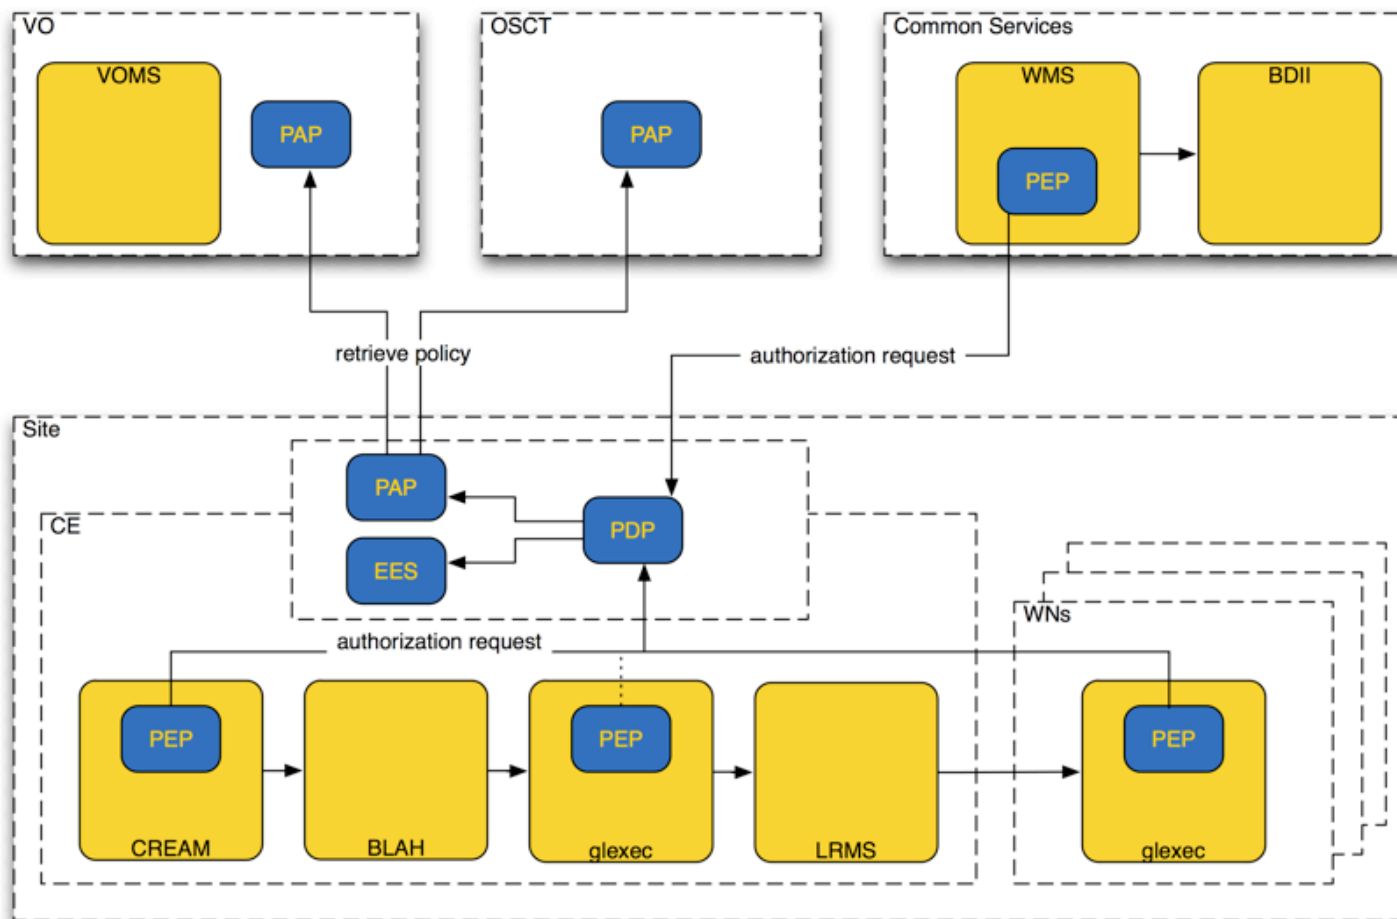 VO
OSCT
Common Services
VOMS
WMS
BDII
PAP
PAP
PEP
retrieve policy
authorization request
Site
PAP
CE
PDP
EES
WNs
authorization request
PEP
PEP
PEP
CREAM
BLAH
glexec
LRMS
glexec